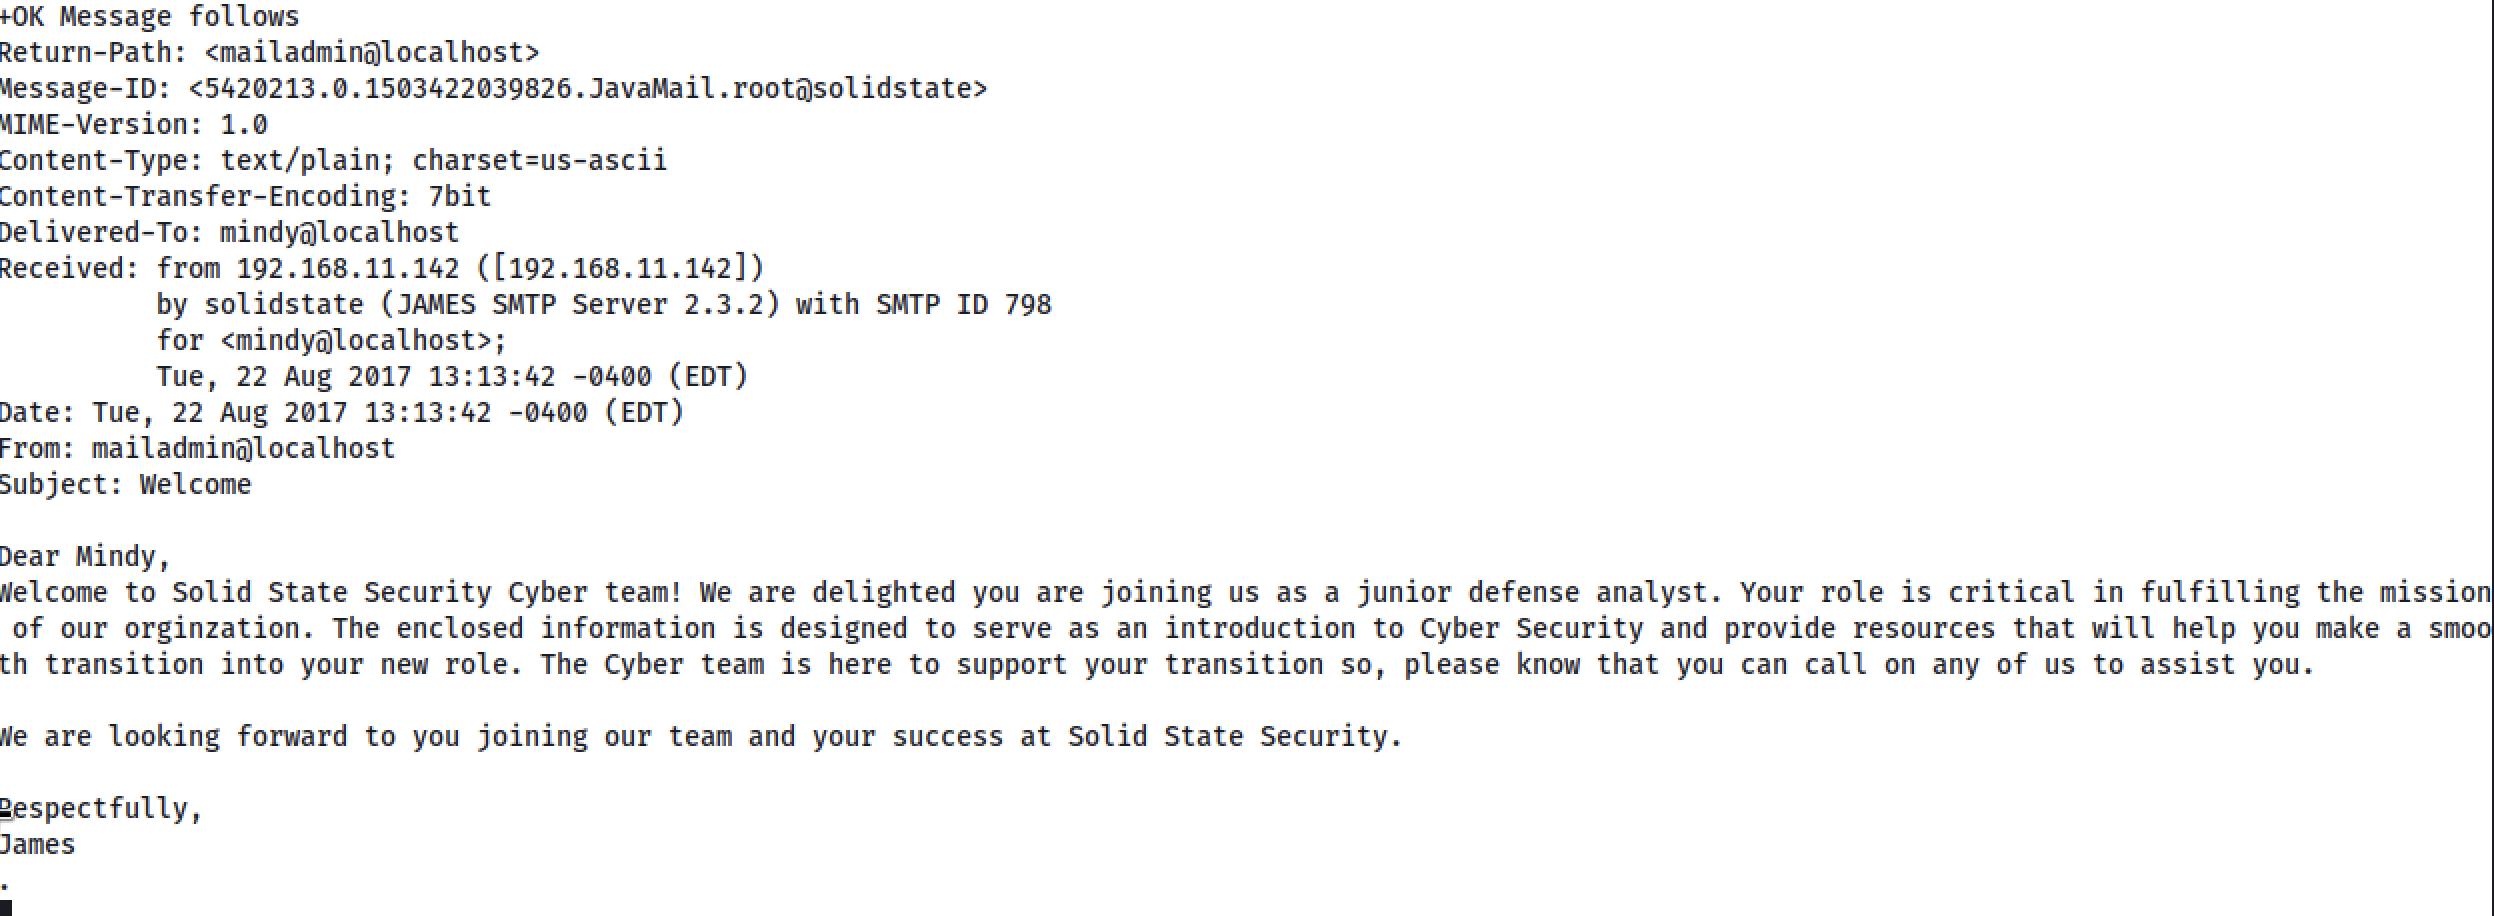 +OK Message follows
Return-Path: <mailadmin@localhost>
Message-ID: <5420213.0.1503422039826.JavaMail.root@solidstate>
MIME-Version: 1.0
Content-Type: text/plain; charset=us-ascii
Content-Transfer-Encoding: 7bit
Delivered-To: mindy@localhost
Received: from 192.168.11.142 ([192.168.11.142])
          by solidstate (JAMES SMTP Server 2.3.2) with SMTP ID 798
          for <mindy@localhost>;
          Tue, 22 Aug 2017 13:13:42 -0400 (EDT)
Date: Tue, 22 Aug 2017 13:13:42 -0400 (EDT)
From: mailadmin@localhost
Subject: Welcome

Dear Mindy,
Welcome to Solid State Security Cyber team! We are delighted you are joining us as a junior defense analyst. Your role is critical in fulfilling the mission
 of our orginzation. The enclosed information is designed to serve as an introduction to Cyber Security and provide resources that will help you make a smoo
th transition into your new role. The Cyber team is here to support your transition so, please know that you can call on any of us to assist you.

We are looking forward to you joining our team and your success at Solid State Security.

Respectfully,
James
.